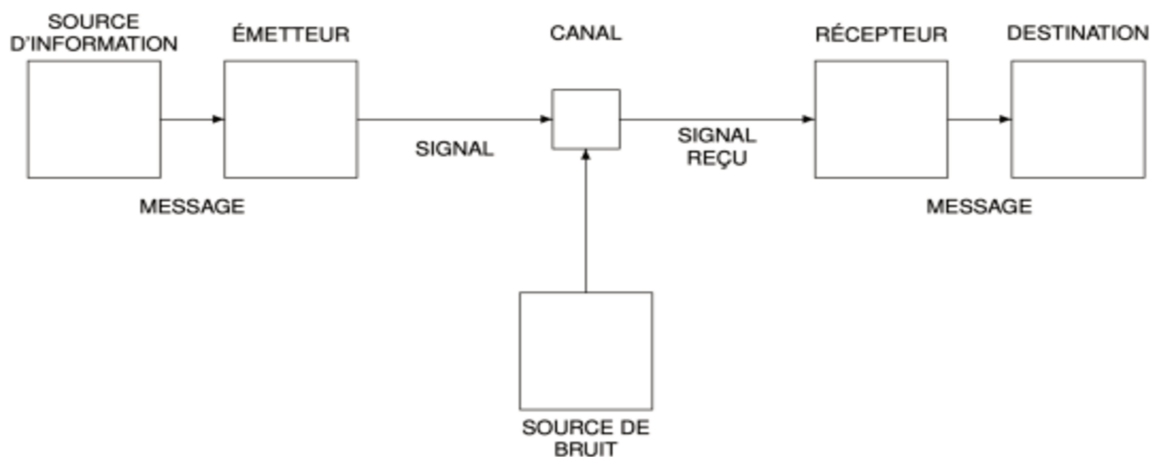 SOURCE
D'INFORMATION
ÉMETTEUR
CANAL
RÉCEPTEUR
DESTINATION
SIGNAL
SIGNAL
REÇU
MESSAGE
MESSAGE
SOURCE DE
BRUIT